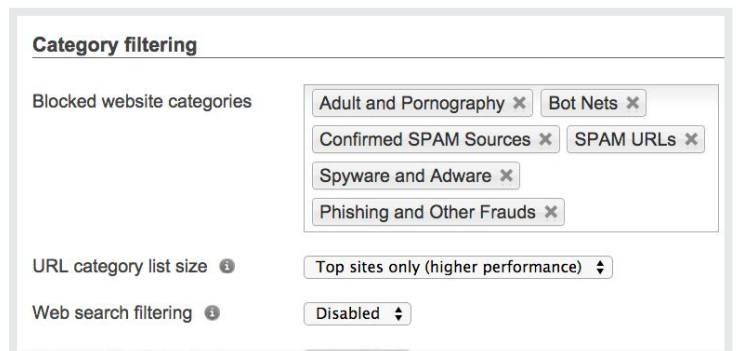 Category filtering
Blocked website categories
Adult and Pornography × Bot Nets ×
Confirmed SPAM Sources × SPAM URLs ×
Spyware and Adware ×
Phishing and Other Frauds ×
URL category list size i Top sites only (higher performance)
Web search filtering i Disabled